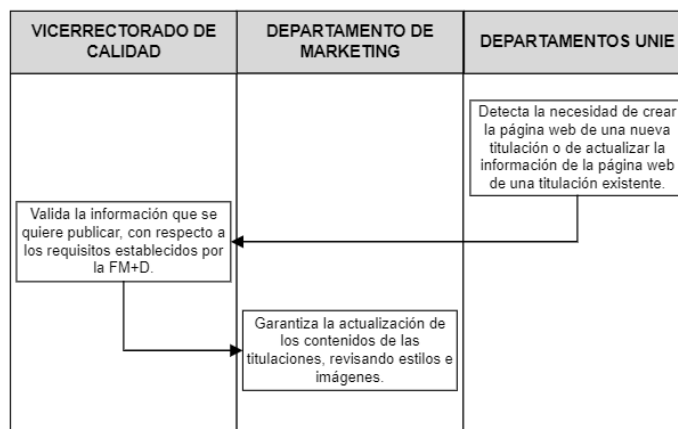 VICERRECTORADO DE
CALIDAD
DEPARTAMENTO DE
MARKETING
DEPARTAMENTOS UNIE
Detecta la necesidad de crear
la página web de una nueva
titulación o de actualizar la
información de la página web
de una titulación existente.
Valida la información que se
quiere publicar, con respecto a
los requisitos establecidos por
la FM+D.
Garantiza la actualización de
los contenidos de las
titulaciones, revisando estilos e
imágenes.